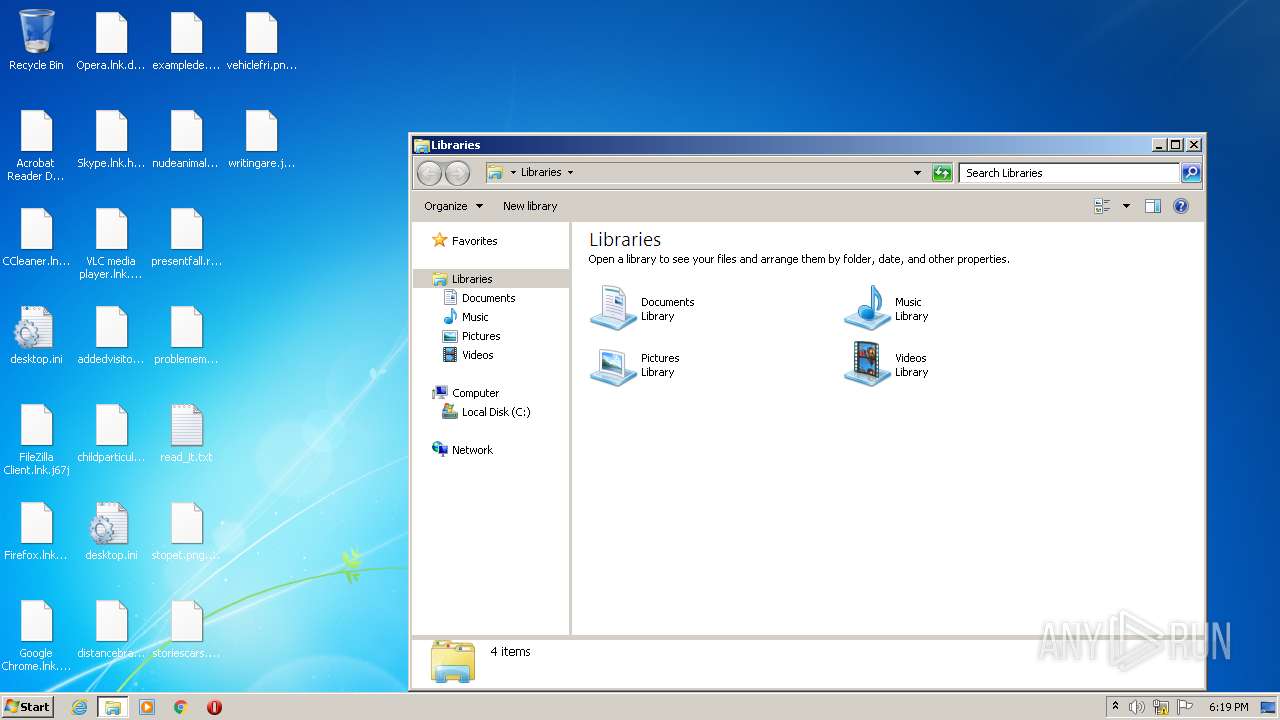 Recycle Bin
Opera.lnk.d...
examplede....
vehiclefri.pn...
Acrobat
Reader D...
Skype.lnk.h...
nudeanimal...
writingare.j...
CCleaner.ln...
VLC media
player.lnk....
presentfall.r...
desktop.ini
addedvisito...
problemem...
FileZilla
Client.lnk.j67j
childparticul...
read_it.txt
Firefox.lnk...
desktop.ini
stopet.png....
Google
Chrome.lnk....
distancebra...
storiescars....
Libraries
Libraries
Search Libraries
Organize
New library
Favorites
Libraries
Documents
Music
Pictures
Videos
Computer
Local Disk (C:)
Network
Libraries
Open a library to see your files and arrange them by folder, date, and other properties.
Documents
Library
Music
Library
Pictures
Library
Videos
Library
4 items
ANY RUN
Start
6:19 PM